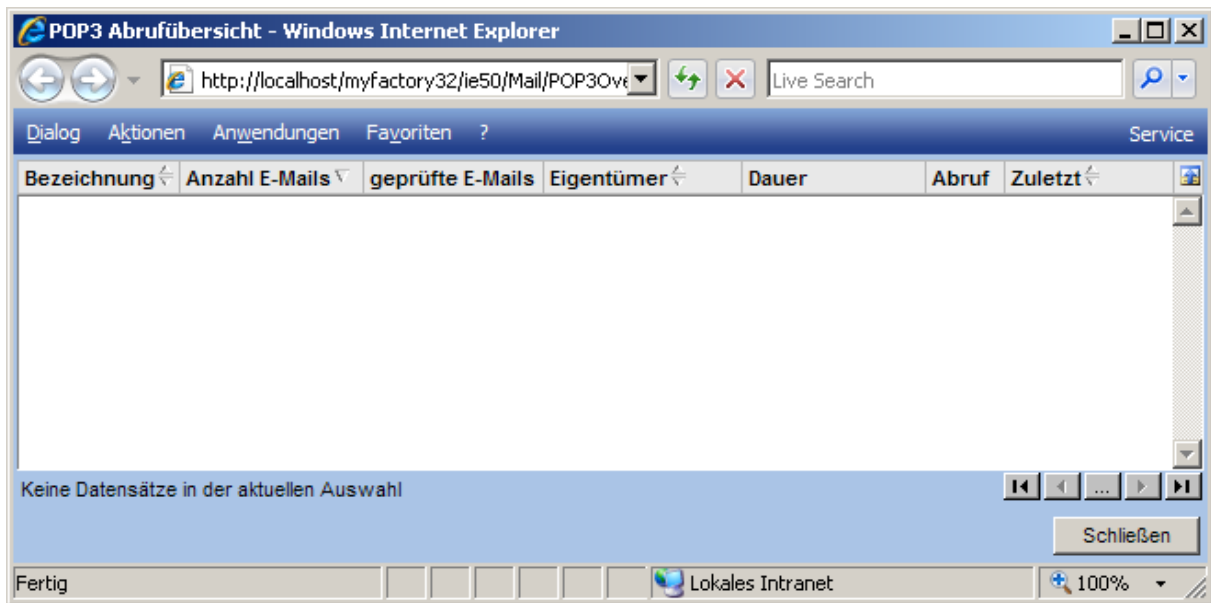 POP3 Abrufübersicht - Windows Internet Explorer
http://localhost/myfactory32/ie50/Mail/POP3Ove
Live Search
Dialog Aktionen Anwendungen Favoriten ? Service
Bezeichnung Anzahl E-Mails geprüfte E-Mails Eigentümer Dauer Abruf Zuletzt
Keine Datensätze in der aktuellen Auswahl
...
Schließen
Fertig Lokales Intranet 100%